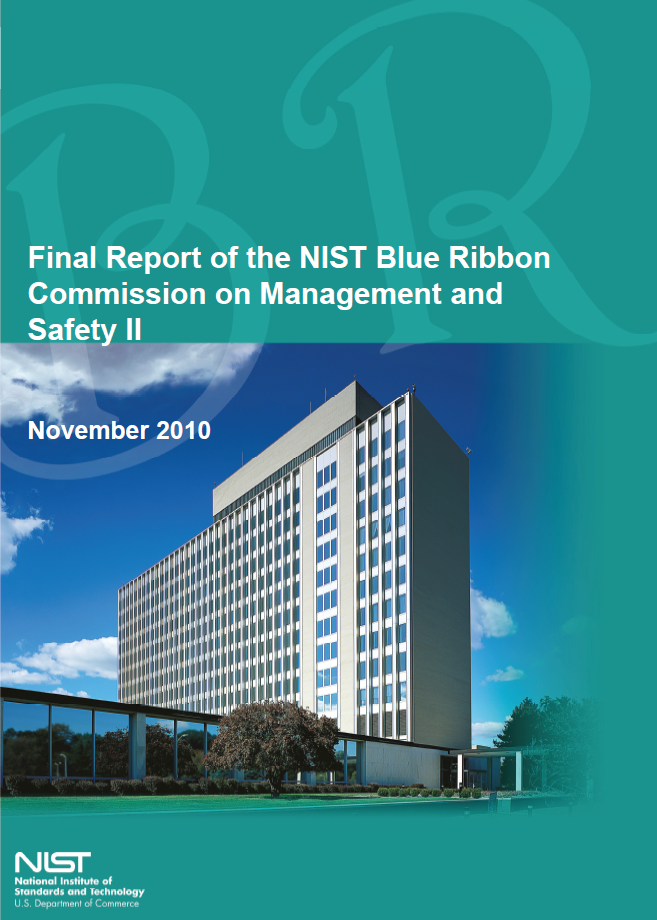 BR
Final Report of the NIST Blue Ribbon
Commission on Management and
Safety II
November 2010
NIST
National Institute of
Standards and Technology
U.S. Department of Commerce